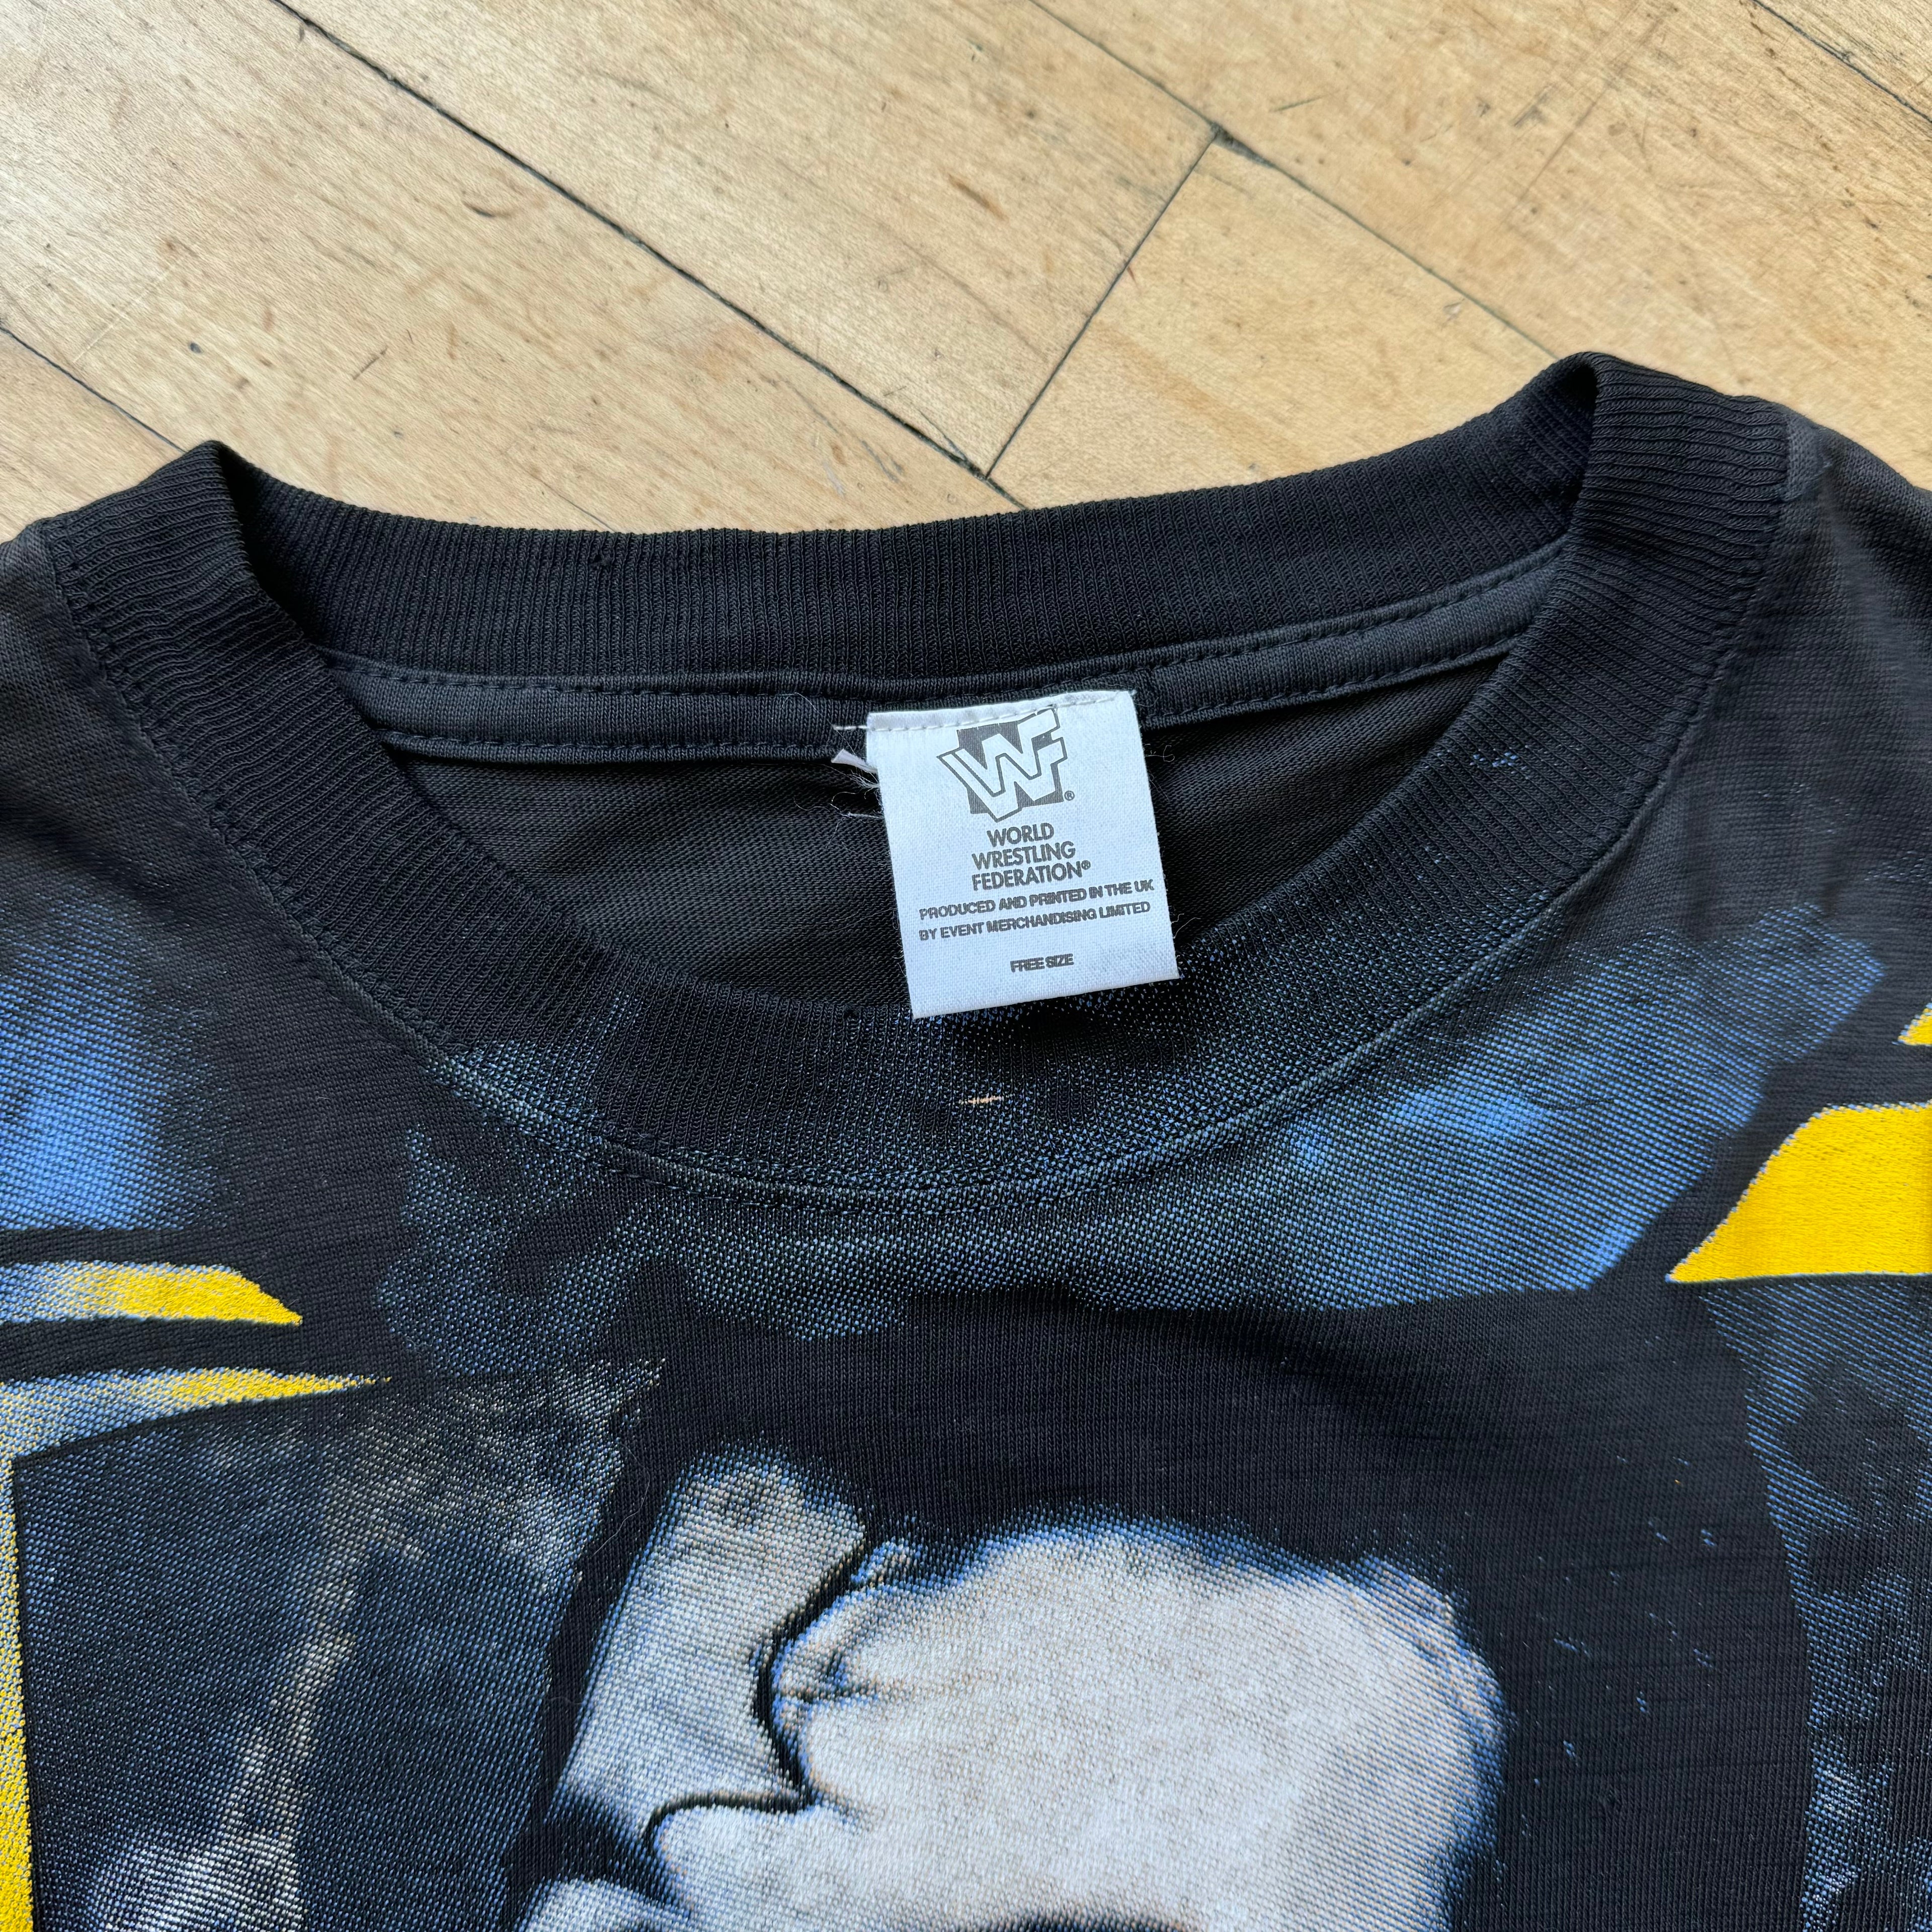 WF®
WORLD
WRESTLING
FEDERATION®
PRODUCED AND PRINTED IN THE UK
BY EVENT MERCHANDISING LIMITED
FREE SIZE